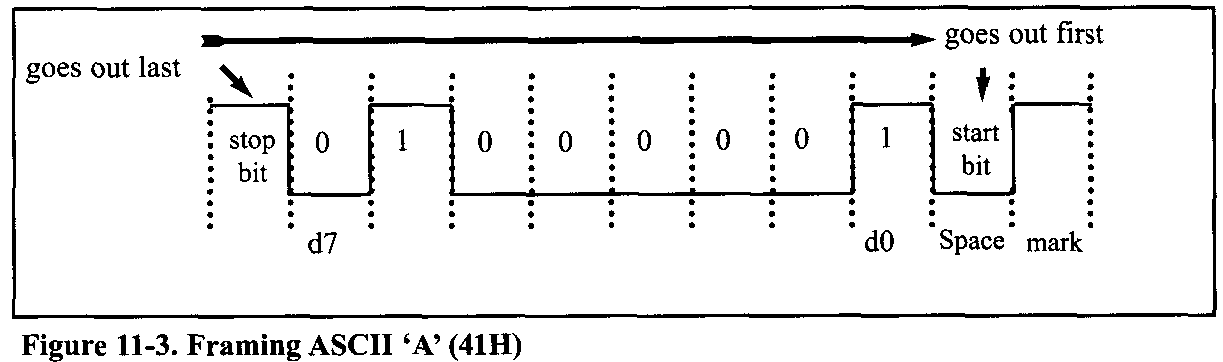 goes out first
goes out last
stop bit 0 1 0 0 0 0 0 1 start bit
d7 d0 Space mark
Figure 11-3. Framing ASCII ‘A’ (41H)